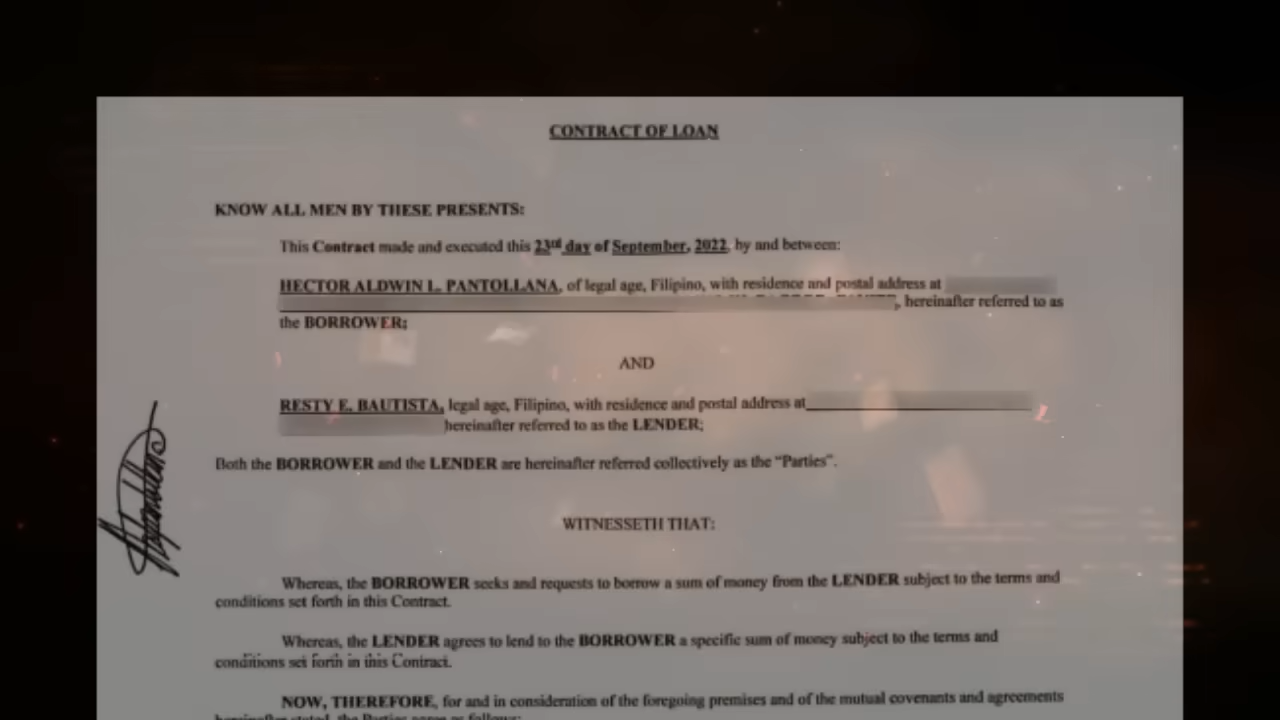 CONTRACT OF LOAN
KNOW ALL MEN BY THESE PRESENTS:
This Contract made and executed this 23rd day of September, 2022, by and between:
HECTOR ALDWIN L. PANTOLLANA, of legal age, Filipino, with residence and postal address at
, hereinafter referred to as
the BORROWER;
AND
RESTY E. BAUTISTA, legal age, Filipino, with residence and postal address at
hereinafter referred to as the LENDER;
Both the BORROWER and the LENDER are hereinafter referred collectively as the “Parties”.
WITNESSETH THAT:
Whereas, the BORROWER seeks and requests to borrow a sum of money from the LENDER subject to the terms and
conditions set forth in this Contract.
Whereas, the LENDER agrees to lend to the BORROWER a specific sum of money subject to the terms and
conditions set forth in this Contract.
NOW, THEREFORE, for and in consideration of the foregoing premises and of the mutual covenants and agreements
hereinafter stated, the Parties agree as follows: